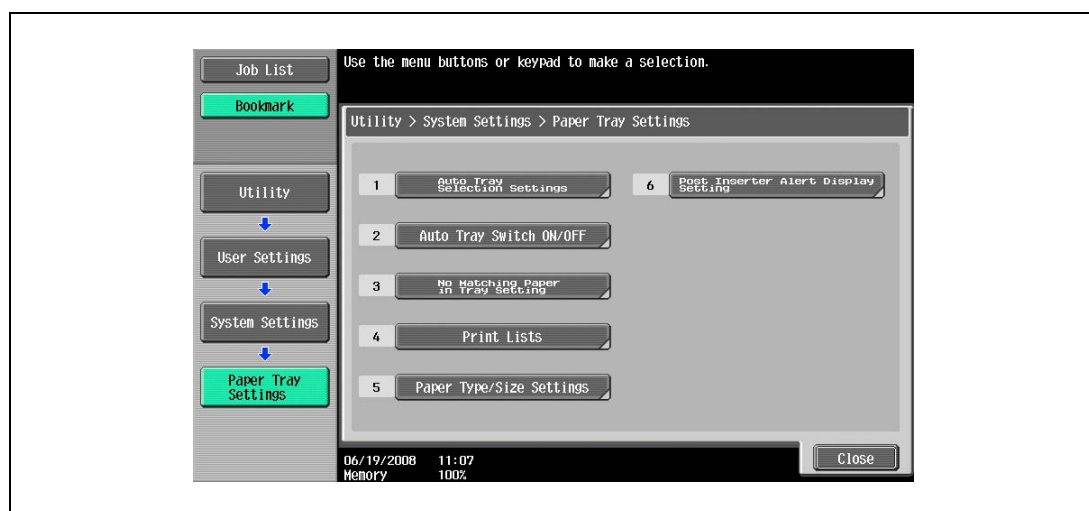 Job List
Bookmark
Utility
User Settings
System Settings
Paper Tray
Settings
Use the menu buttons or keypad to make a selection.
Utility > System Settings > Paper Tray Settings
1 Auto Tray
Selection Settings
2 Auto Tray Switch ON/OFF
3 No Matching Paper
in Tray Setting
4 Print Lists
5 Paper Type/Size Settings
6 Post Inserter Alert Display
Setting
06/19/2008 11:07
Memory 100%
Close